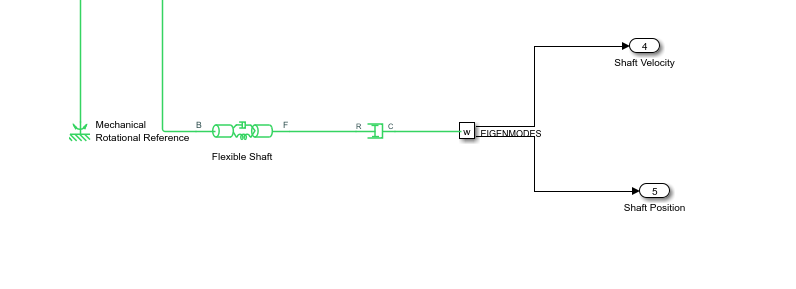 4
Shaft Velocity
Mechanical
Rotational Reference
B
F
R
C
w
EIGENMODES
Flexible Shaft
5
Shaft Position